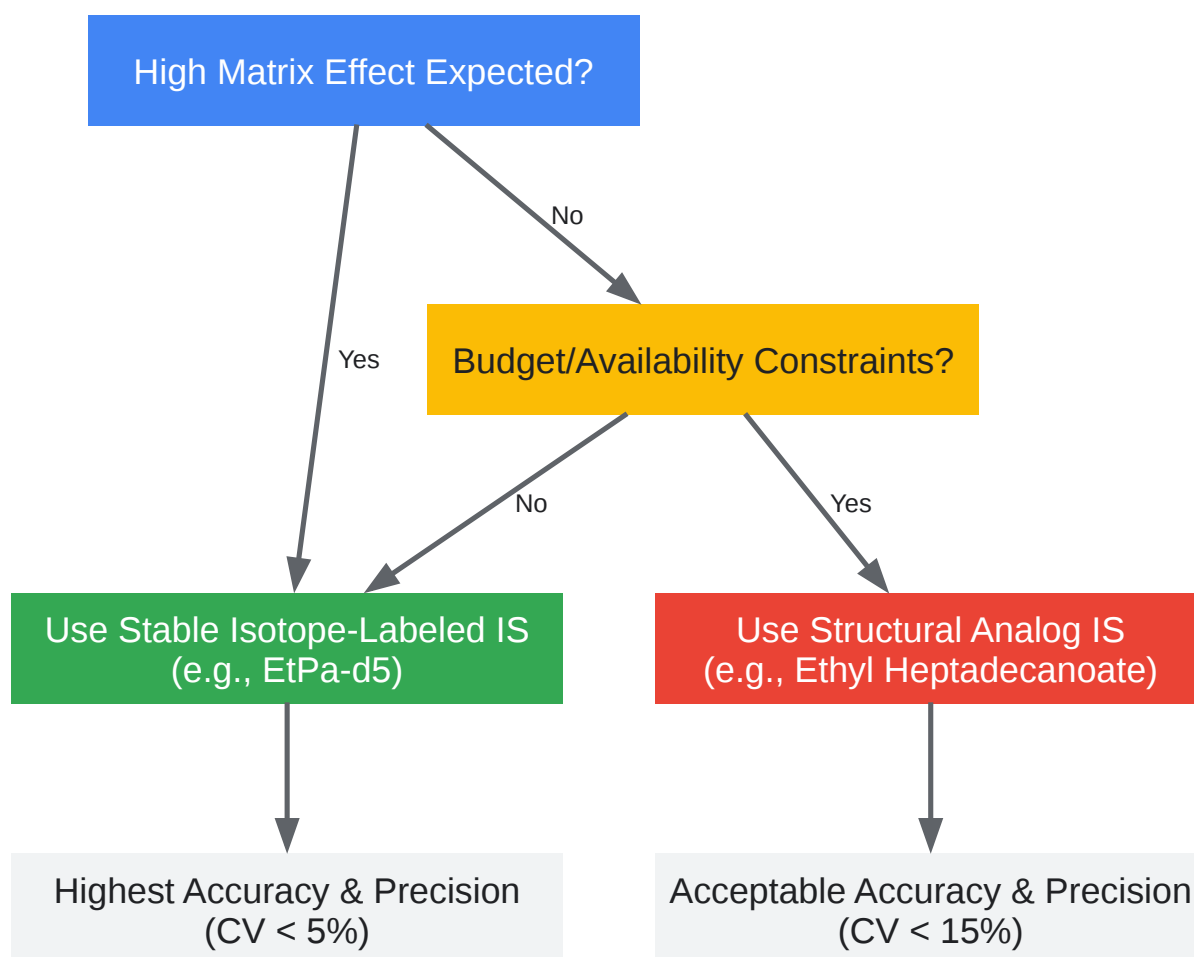 High Matrix Effect Expected?
No
Yes
Budget/Availability Constraints?
No
Yes
Use Stable Isotope-Labeled IS
(e.g., EtPa-d5)
Use Structural Analog IS
(e.g., Ethyl Heptadecanoate)
Highest Accuracy & Precision
(CV < 5%)
Acceptable Accuracy & Precision
(CV < 15%)